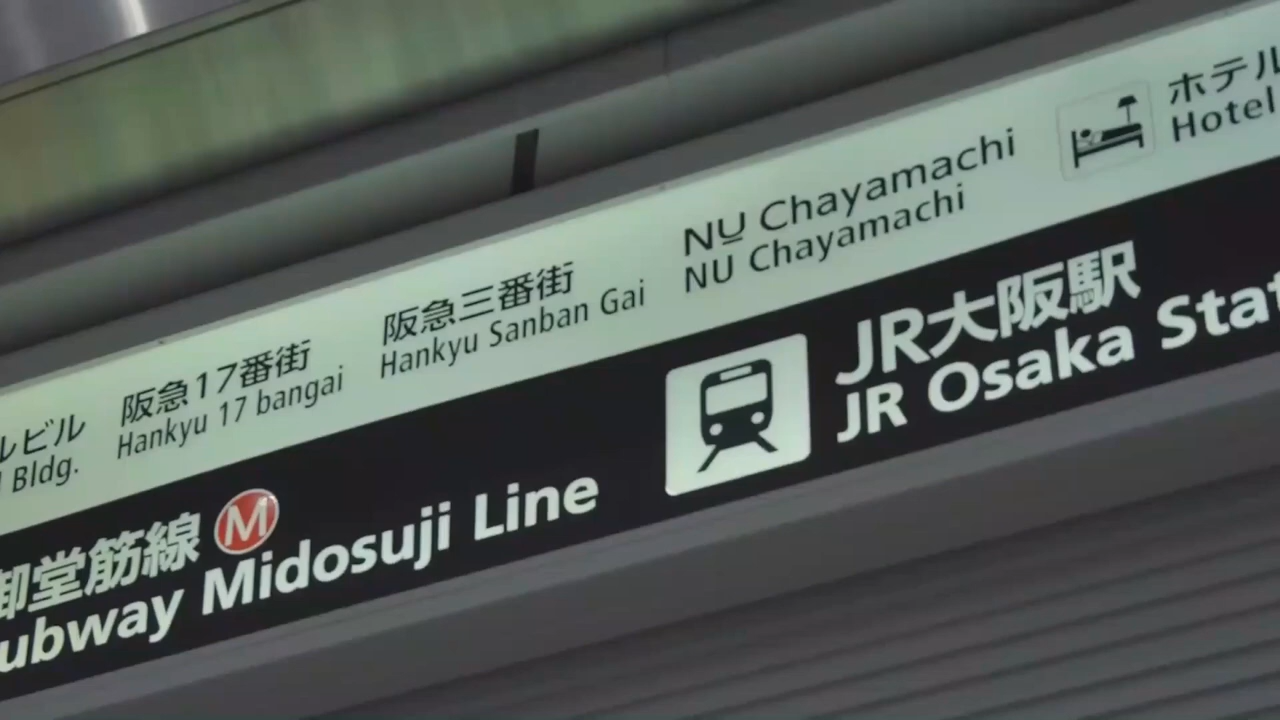 ルビル
Bldg.
阪急17番街
Hankyu 17 bangai
阪急三番街
Hankyu Sanban Gai
NU Chayamachi
NU Chayamachi
ホテル
Hotel
御堂筋線 M
ubway Midosuji Line
JR大阪駅
JR Osaka Stat